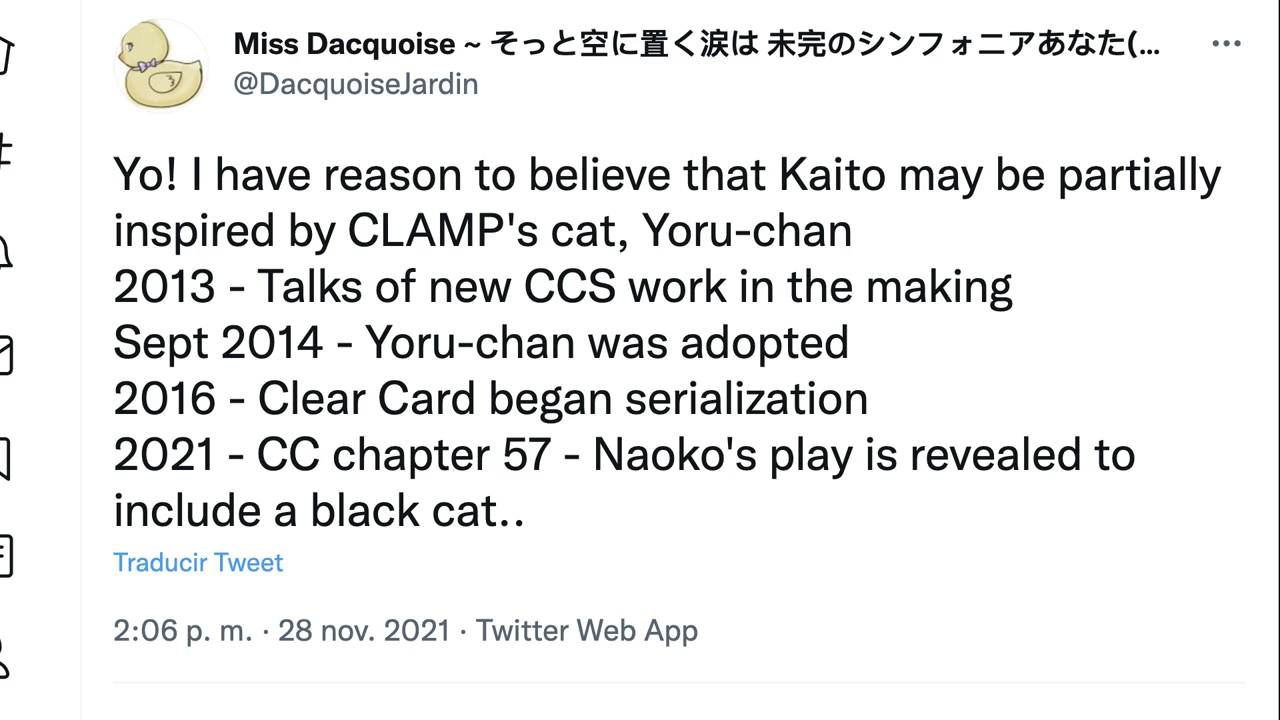 Miss Dacquoise ~ そっと空に置く涙は 未完のシンフォニアあなた(...
@DacquoiseJardin
Yo! I have reason to believe that Kaito may be partially
inspired by CLAMP's cat, Yoru-chan
2013 - Talks of new CCS work in the making
Sept 2014 - Yoru-chan was adopted
2016 - Clear Card began serialization
2021 - CC chapter 57 - Naoko's play is revealed to
include a black cat..
Traducir Tweet
2:06 p. m. · 28 nov. 2021 · Twitter Web App